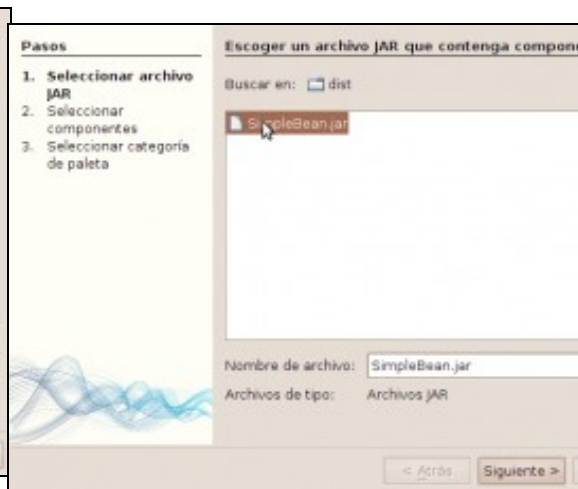 Pasos
1. Seleccionar archivo
JAR
2. Seleccionar
componentes
3. Seleccionar categoría
de paleta
Escoger un archivo JAR que contenga compone
Buscar en: dist
SimpleBean.jar
Nombre de archivo: SimpleBean.jar
Archivos de tipo: Archivos JAR
< Atrás Siguiente >